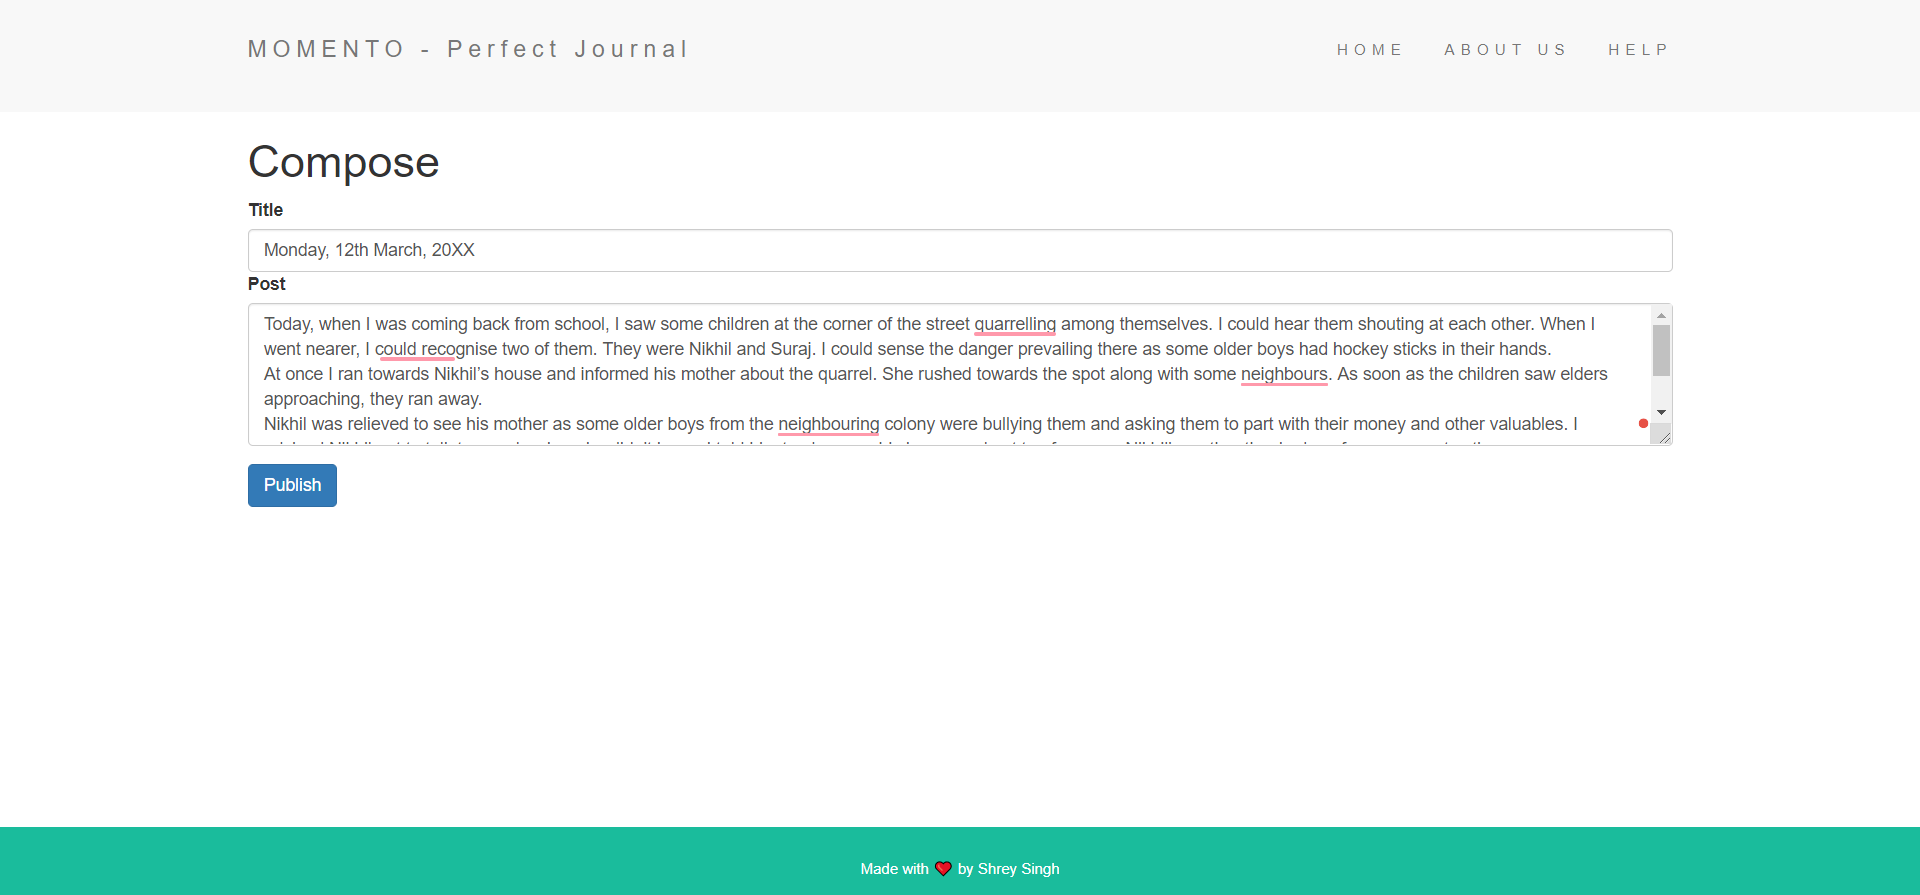 MOMENTO - Perfect Journal
HOME ABOUT US HELP
Compose
Title
Monday, 12th March, 20XX
Post
Today, when I was coming back from school, I saw some children at the corner of the street quarrelling among themselves. I could hear them shouting at each other. When I
went nearer, I could recognise two of them. They were Nikhil and Suraj. I could sense the danger prevailing there as some older boys had hockey sticks in their hands.
At once I ran towards Nikhil’s house and informed his mother about the quarrel. She rushed towards the spot along with some neighbours. As soon as the children saw elders
approaching, they ran away.
Nikhil was relieved to see his mother as some older boys from the neighbouring colony were bullying them and asking them to part with their money and other valuables. I
Publish
Made with ❤ by Shrey Singh